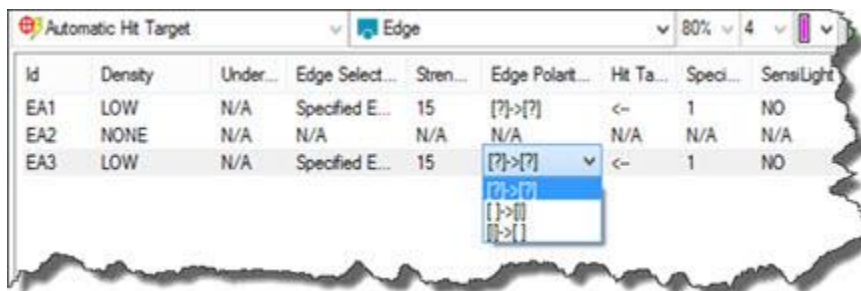 Automatic Hit Target Edge 80% 4
Id Density Under... Edge Select... Stren... Edge Polarit... Hit Ta... Speci... SensiLight
EA1 LOW N/A Specified E... 15 [?]->[?] <-- 1 NO
EA2 NONE N/A N/A N/A N/A N/A N/A N/A
EA3 LOW N/A Specified E... 15 [?]->[?] <-- 1 NO
[?]->[?]
[ ]->[|]
[|]->[ ]